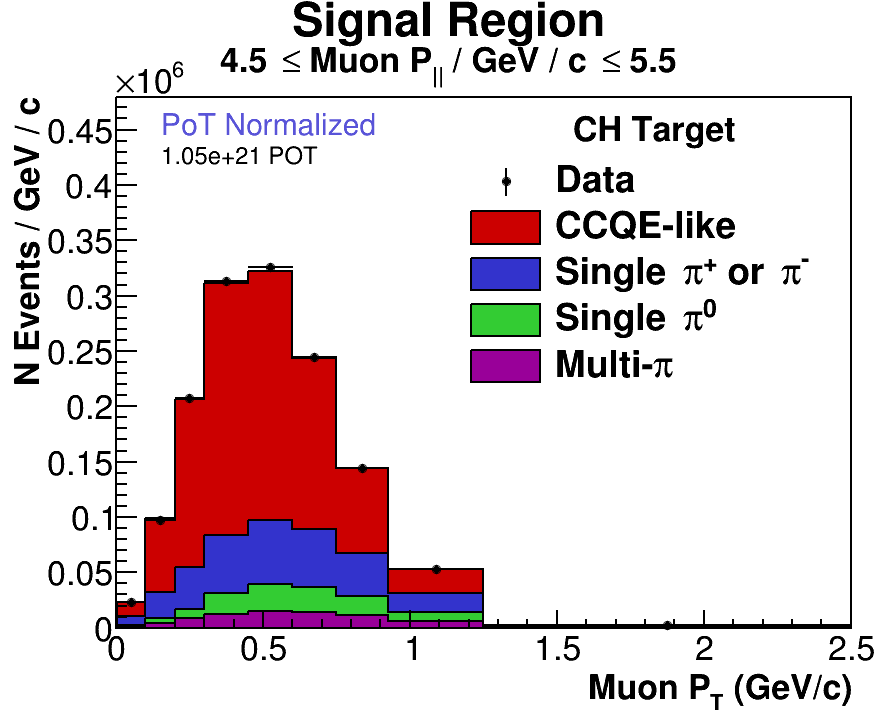 Signal Region
4.5 ≤ Muon P|| / GeV / c ≤ 5.5
×10^6
PoT Normalized
1.05e+21 POT
CH Target
Data
CCQE-like
Single π+ or π-
Single π0
Multi-π
N Events / GeV / c
0.45
0.4
0.35
0.3
0.25
0.2
0.15
0.1
0.05
0
0 0.5 1 1.5 2 2.5
Muon P_T (GeV/c)